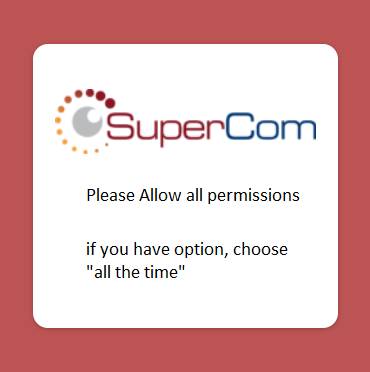 SuperCom
Please Allow all permissions
if you have option, choose
"all the time"